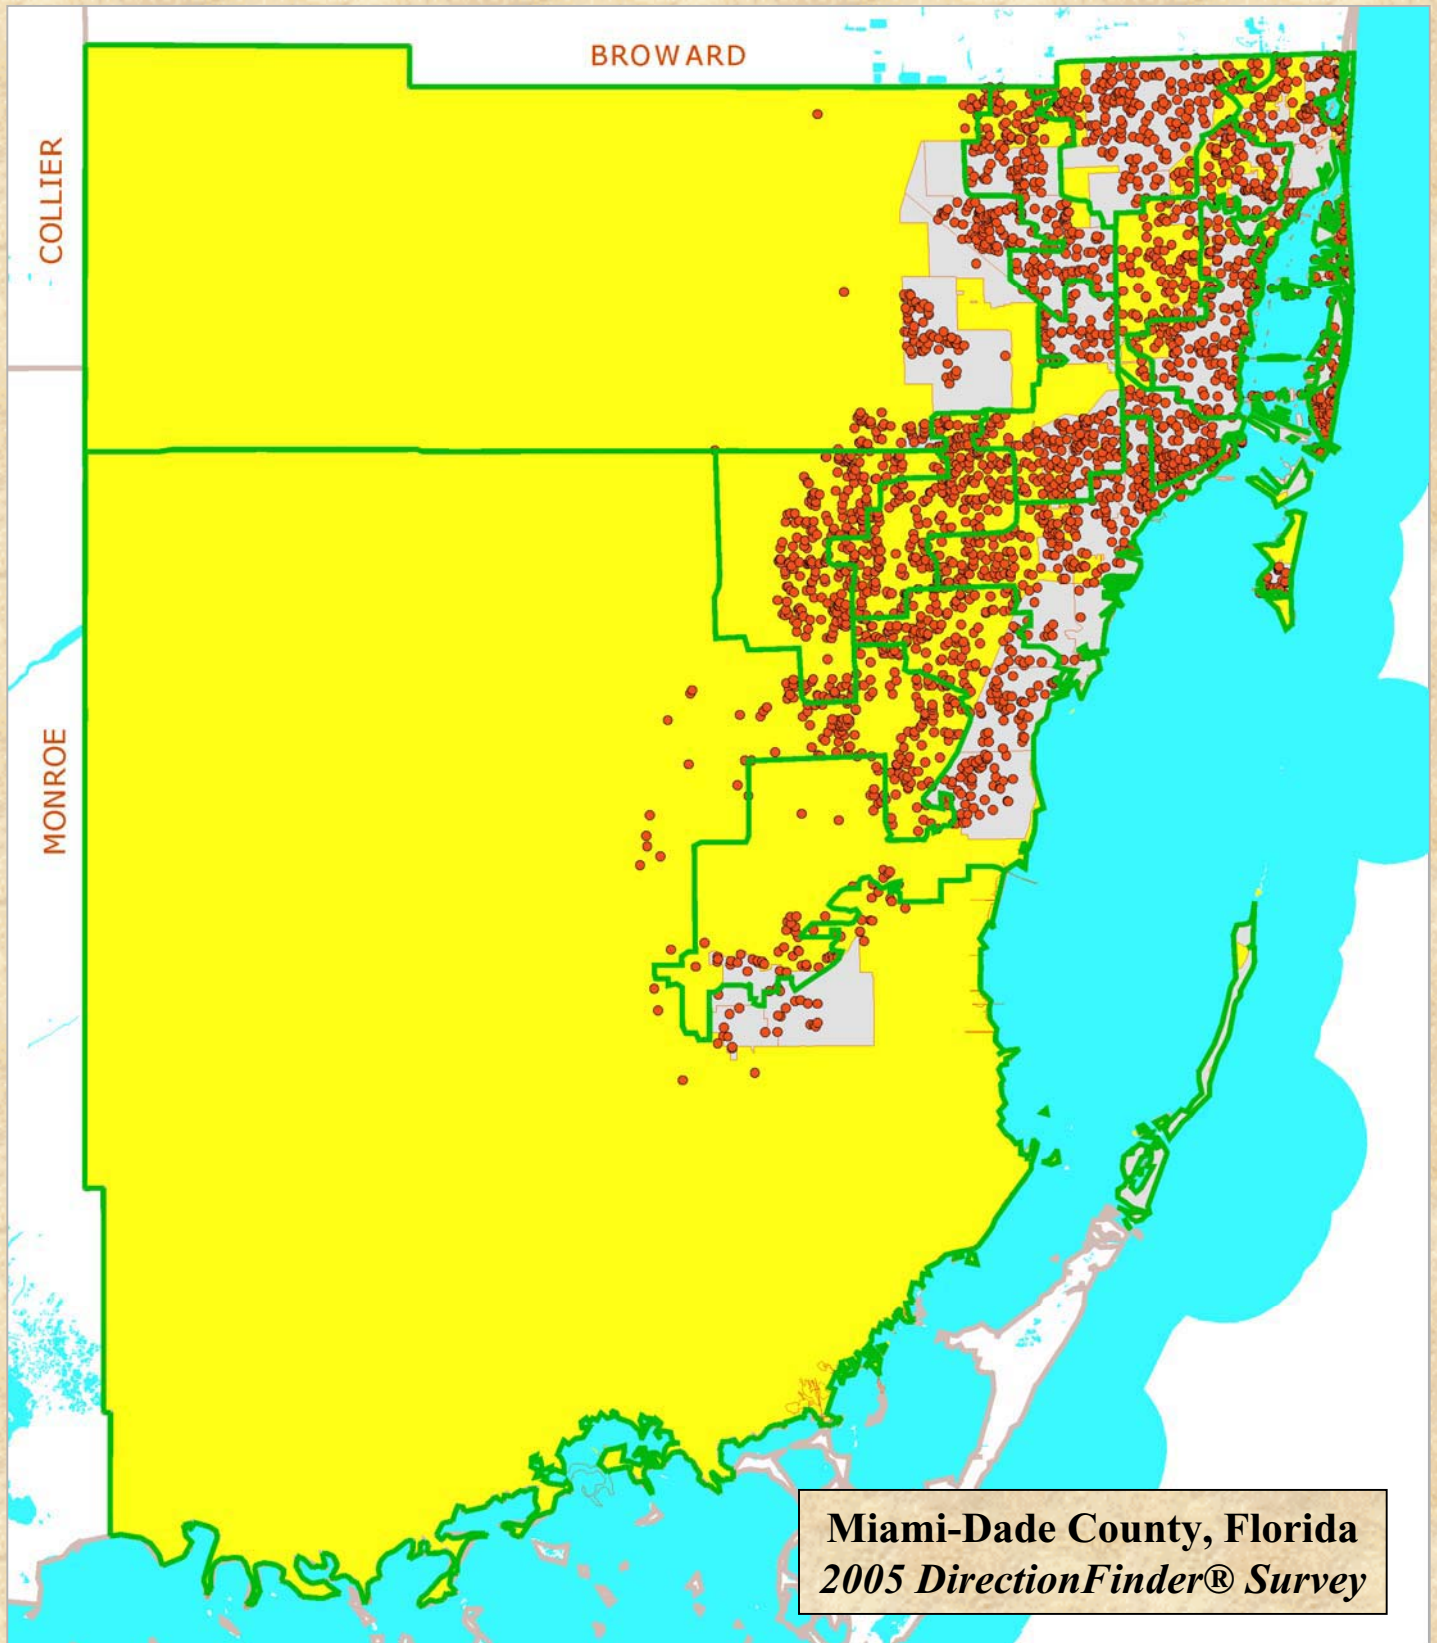 BROWARD
COLLIER
MONROE
Miami-Dade County, Florida
2005 DirectionFinder® Survey